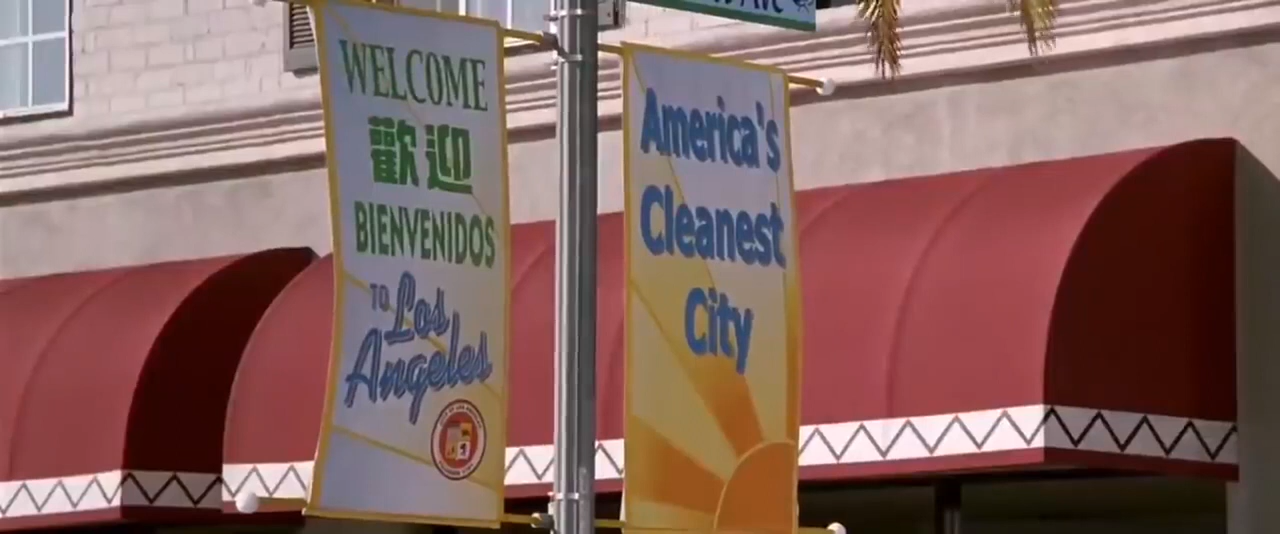 WELCOME
歡迎
BIENVENIDOS
TO Los
Angeles
America's
Cleanest
City